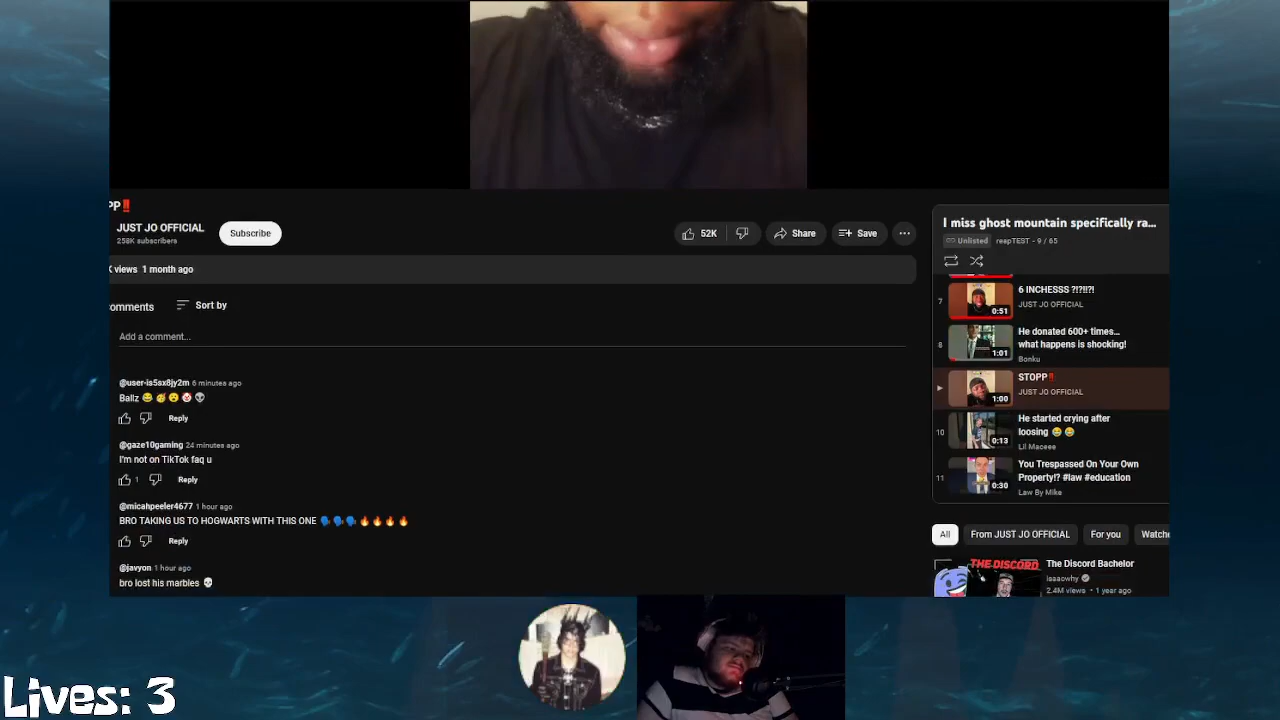 PP‼
JUST JO OFFICIAL
258K subscribers
Subscribe
52K
Share
Save
K views 1 month ago
omments
Sort by
Add a comment...
@user-is5sx8jy2m 6 minutes ago
Ballz 😂 🥳 😮 🤡 💀
Reply
@gaze10gaming 24 minutes ago
I'm not on TikTok faq u
1
Reply
@micahpeeler4677 1 hour ago
BRO TAKING US TO HOGWARTS WITH THIS ONE 🗣️🗣️🗣️🔥🔥🔥🔥
Reply
@javyon 1 hour ago
bro lost his marbles 💀
I miss ghost mountain specifically ra...
Unlisted
reapTEST - 9 / 65
7
0:51
6 INCHESSS ?!?!!?!
JUST JO OFFICIAL
8
1:01
He donated 600+ times...
what happens is shocking!
Bonku
1:00
STOPP‼
JUST JO OFFICIAL
10
0:13
He started crying after
loosing 😂 😂
Lil Maceee
11
0:30
You Trespassed On Your Own
Property!? #law #education
Law By Mike
All
From JUST JO OFFICIAL
For you
Watche
THE DISCORD
The Discord Bachelor
isaaowhy
2.4M views • 1 year ago
Lives: 3